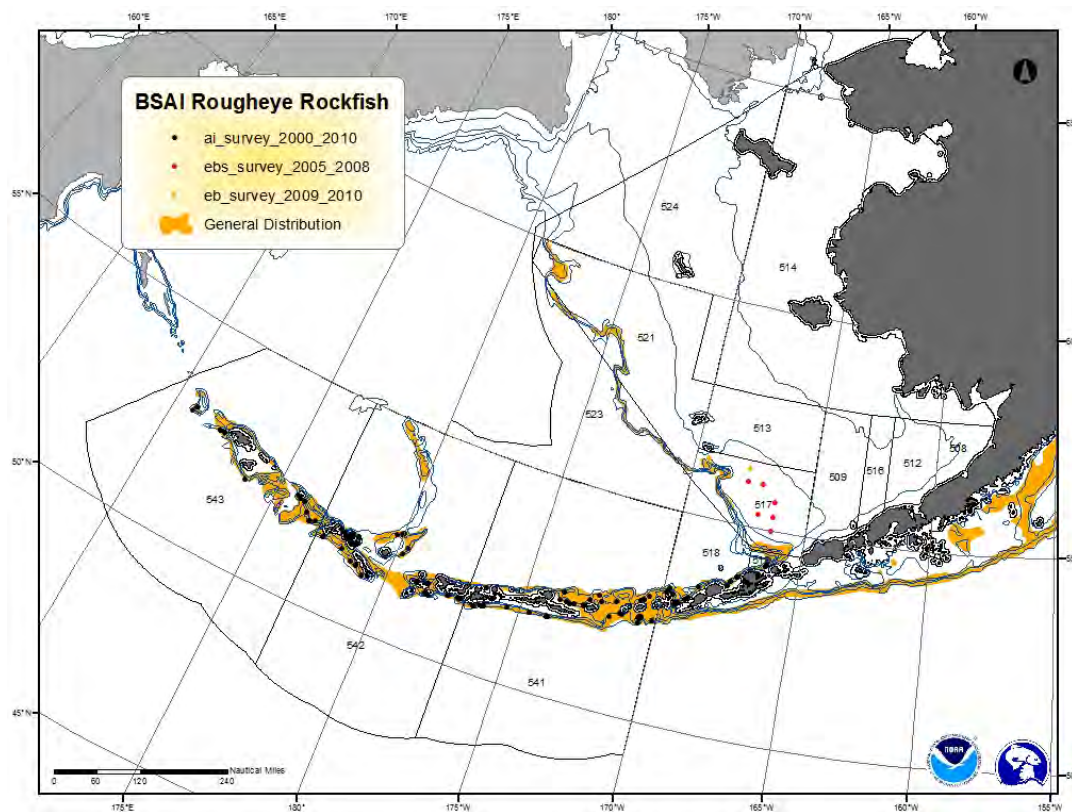 160°E
165°E
170°E
175°E
180°
175°W
170°W
165°W
160°W
BSAI Rougheye Rockfish
ai_survey_2000_2010
ebs_survey_2005_2008
eb_survey_2009_2010
General Distribution
55°N
524
514
521
523
513
509
516
512
508
50°N
543
517
518
542
541
45°N
Nautical Miles
0 60 120 240
NOAA
175°E
180°
175°W
170°W
165°W
160°W
155°W